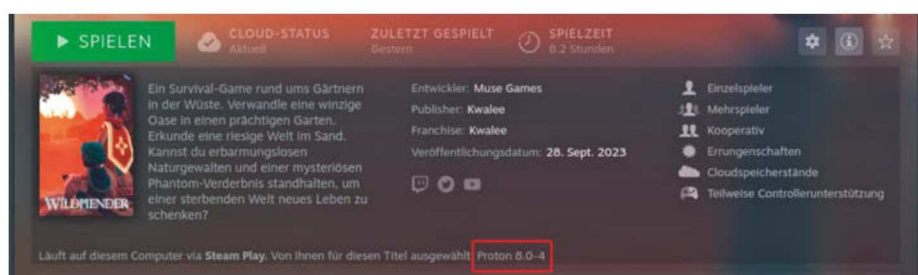 SPIELEN
CLOUD-STATUS
Aktuell
ZULETZT GESPIELT
Gestern
SPIELZEIT
8.2 Stunden
WILDMENDER
Ein Survival-Game rund ums Gärtnern
in der Wüste. Verwandle eine winzige
Oase in einen prächtigen Garten.
Erkunde eine riesige Welt im Sand.
Kannst du erbarmungslosen
Naturgewalten und einer mysteriösen
Phantom-Verderbnis standhalten, um
einer sterbenden Welt neues Leben zu
schenken?
Entwickler: Muse Games
Publisher: Kwalee
Franchise: Kwalee
Veröffentlichungsdatum: 28. Sept. 2023
Einzelspieler
Mehrspieler
Kooperativ
Errungenschaften
Cloudspeicherstände
Teilweise Controllerunterstützung
Läuft auf diesem Computer via Steam Play. Von Ihnen für diesen Titel ausgewählt: Proton 8.0-4